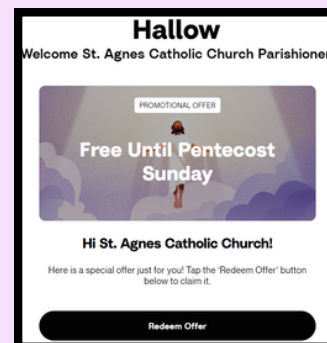 Hallow
Welcome St. Agnes Catholic Church Parishioner
PROMOTIONAL OFFER
Free Until Pentecost
Sunday
Hi St. Agnes Catholic Church!
Here is a special offer just for you! Tap the 'Redeem Offer' button
below to claim it.
Redeem Offer